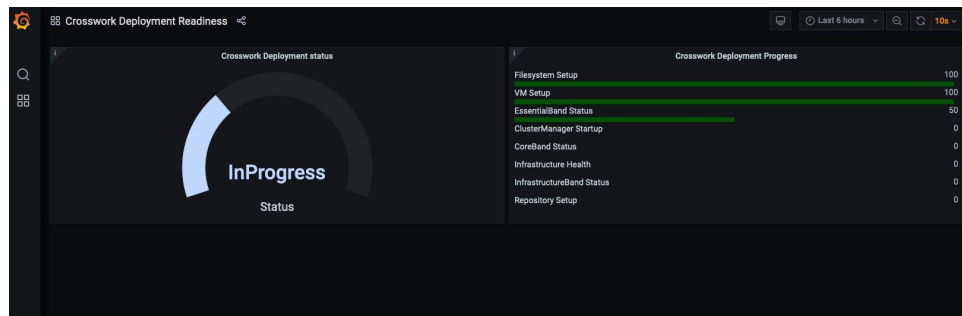 Crosswork Deployment Readiness
Last 6 hours
10s
i
Crosswork Deployment status
InProgress
Status
i
Crosswork Deployment Progress
Filesystem Setup 100
VM Setup 100
EssentialBand Status 50
ClusterManager Startup 0
CoreBand Status 0
Infrastructure Health 0
InfrastructureBand Status 0
Repository Setup 0